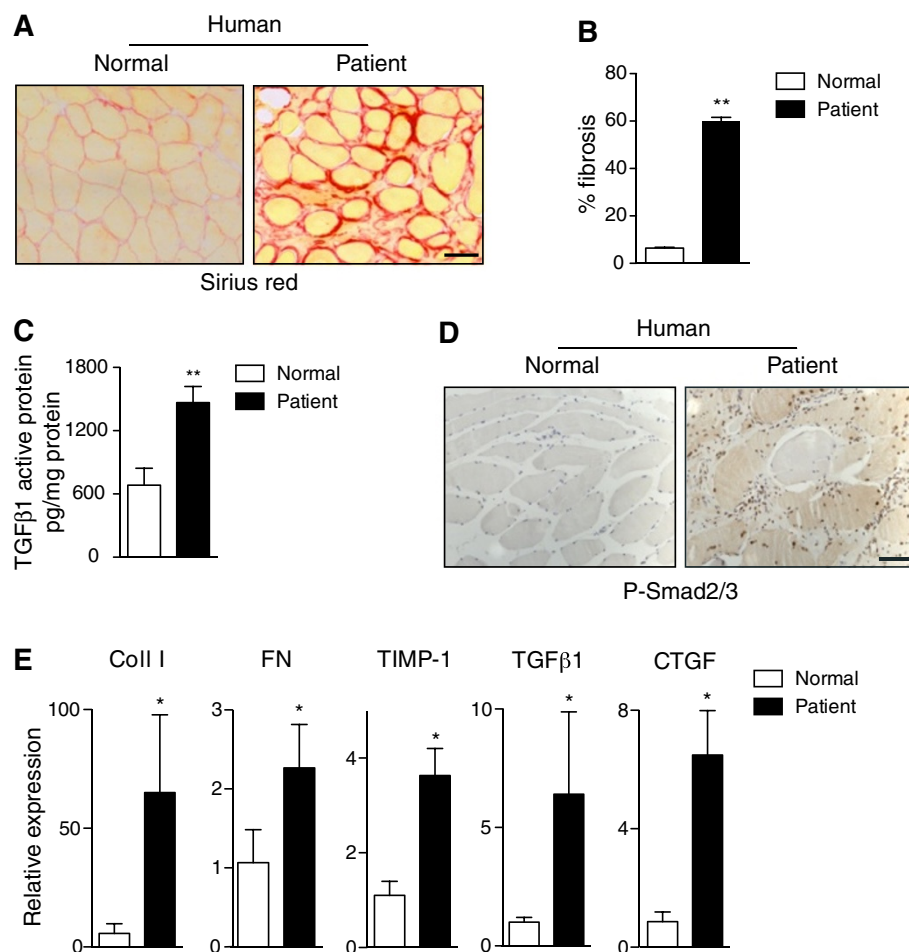 A
Human
Normal Patient
Sirius red
B
% fibrosis
80
60
40
20
0
**
Normal
Patient
C
TGFβ1 active protein
pg/mg protein
1800
1200
600
0
**
Normal
Patient
D
Human
Normal Patient
P-Smad2/3
E
Relative expression
Coll I
100
50
0
*
FN
3
2
1
0
*
TIMP-1
4
2
0
*
TGFβ1
10
5
0
*
CTGF
8
4
0
*
Normal
Patient